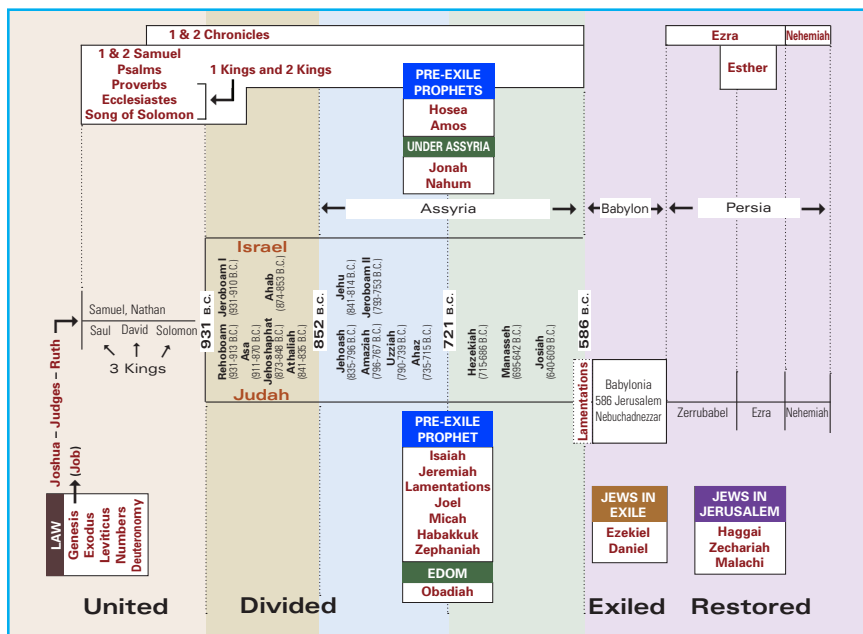 1 & 2 Chronicles
Ezra
Nehemiah
1 & 2 Samuel
Psalms
Proverbs
Ecclesiastes
Song of Solomon
1 Kings and 2 Kings
PRE-EXILE
PROPHETS
Hosea
Amos
UNDER ASSYRIA
Jonah
Nahum
Esther
Assyria
Babylon
Persia
Israel
Jeroboam I
(931-910 B.C.)
Ahab
(874-853 B.C.)
Jehu
(841-814 B.C.)
Jeroboam II
(793-753 B.C.)
Samuel, Nathan
Saul
David
Solomon
3 Kings
931 B.C.
852 B.C.
721 B.C.
586 B.C.
Rehoboam
(931-913 B.C.)
Asa
(911-870 B.C.)
Jehoshaphat
(873-848 B.C.)
Athaliah
(841-835 B.C.)
Jehoash
(835-796 B.C.)
Amaziah
(796-767 B.C.)
Uzziah
(790-739 B.C.)
Ahaz
(735-715 B.C.)
Hezekiah
(715-686 B.C.)
Manasseh
(695-642 B.C.)
Josiah
(640-609 B.C.)
Judah
Lamentations
Babylonia
586 Jerusalem
Nebuchadnezzar
Zerrubabel
Ezra
Nehemiah
Joshua – Judges – Ruth
(Job)
LAW
Genesis
Exodus
Leviticus
Numbers
Deuteronomy
PRE-EXILE
PROPHET
Isaiah
Jeremiah
Lamentations
Joel
Micah
Habakkuk
Zephaniah
EDOM
Obadiah
JEWS IN
EXILE
Ezekiel
Daniel
JEWS IN
JERUSALEM
Haggai
Zechariah
Malachi
United
Divided
Exiled
Restored